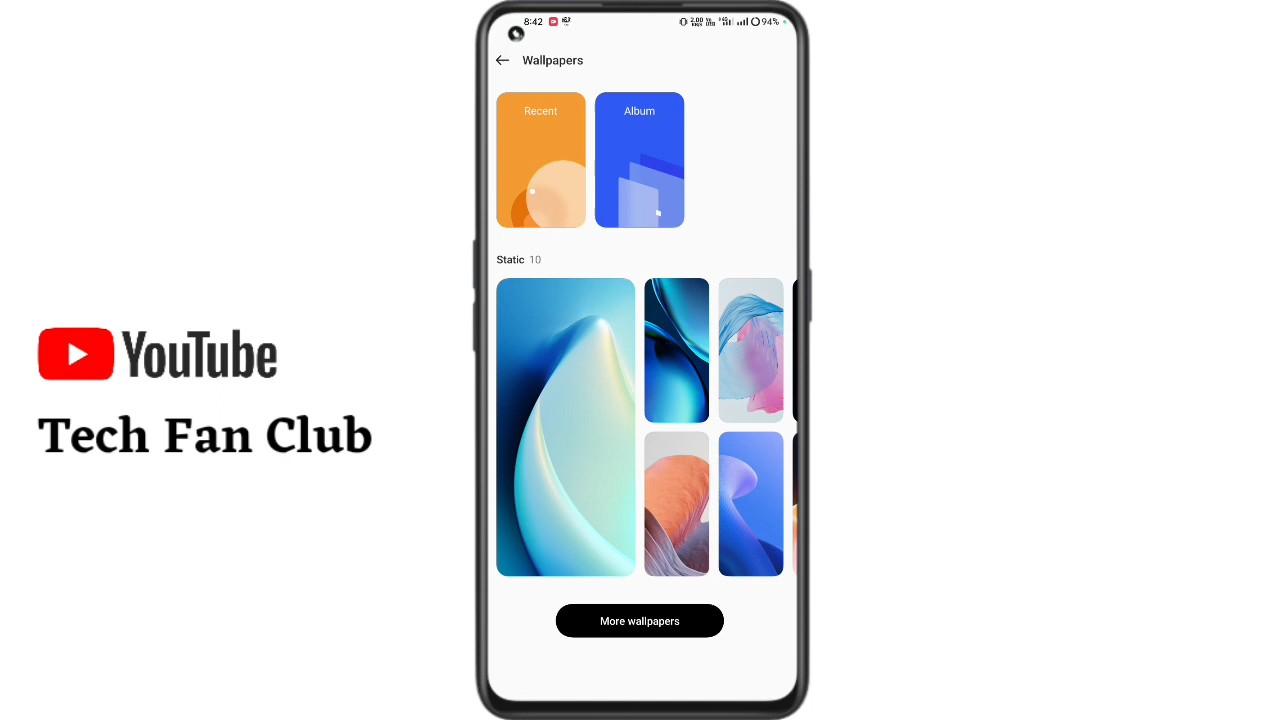 8:42
94%
Wallpapers
Recent
Album
Static 10
YouTube
Tech Fan Club
More wallpapers